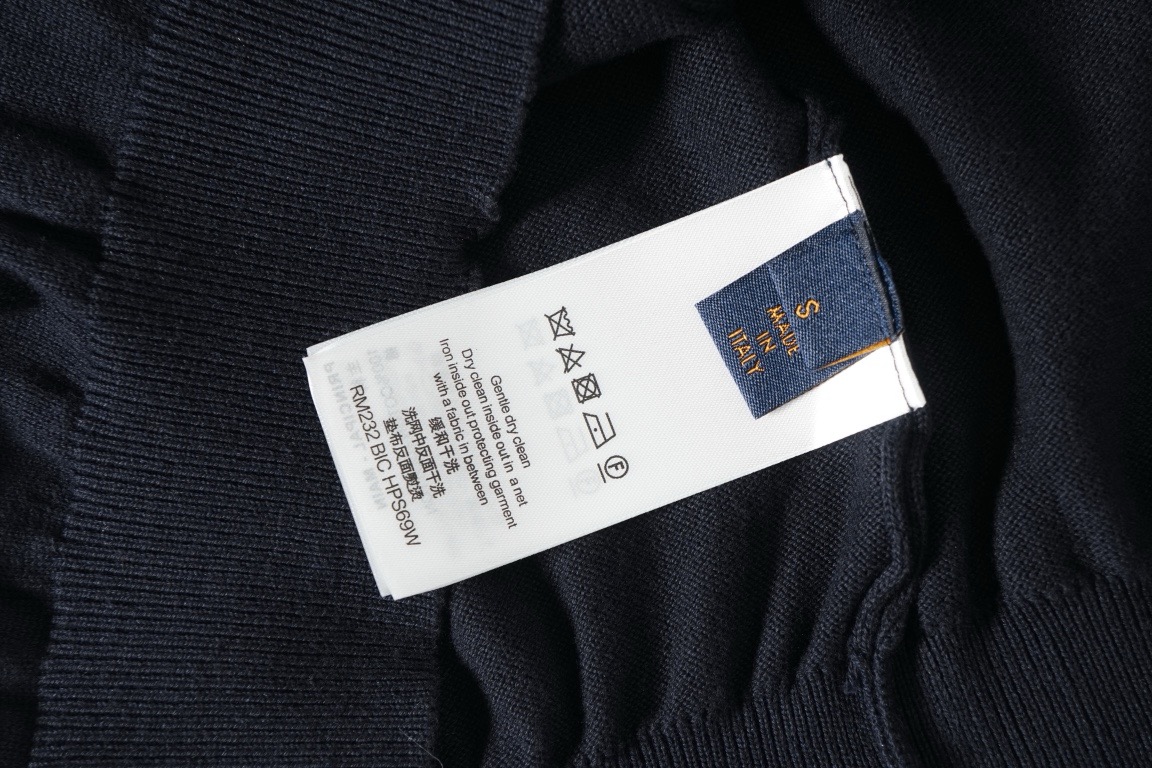 S
MADE
IN
ITALY
F
Gentle dry clean
Dry clean inside out in a net
Iron inside out,protecting garment
with a fabric in between
缓和干洗
洗网中反面干洗
垫布反面熨烫
RM232 BIC HPS69W